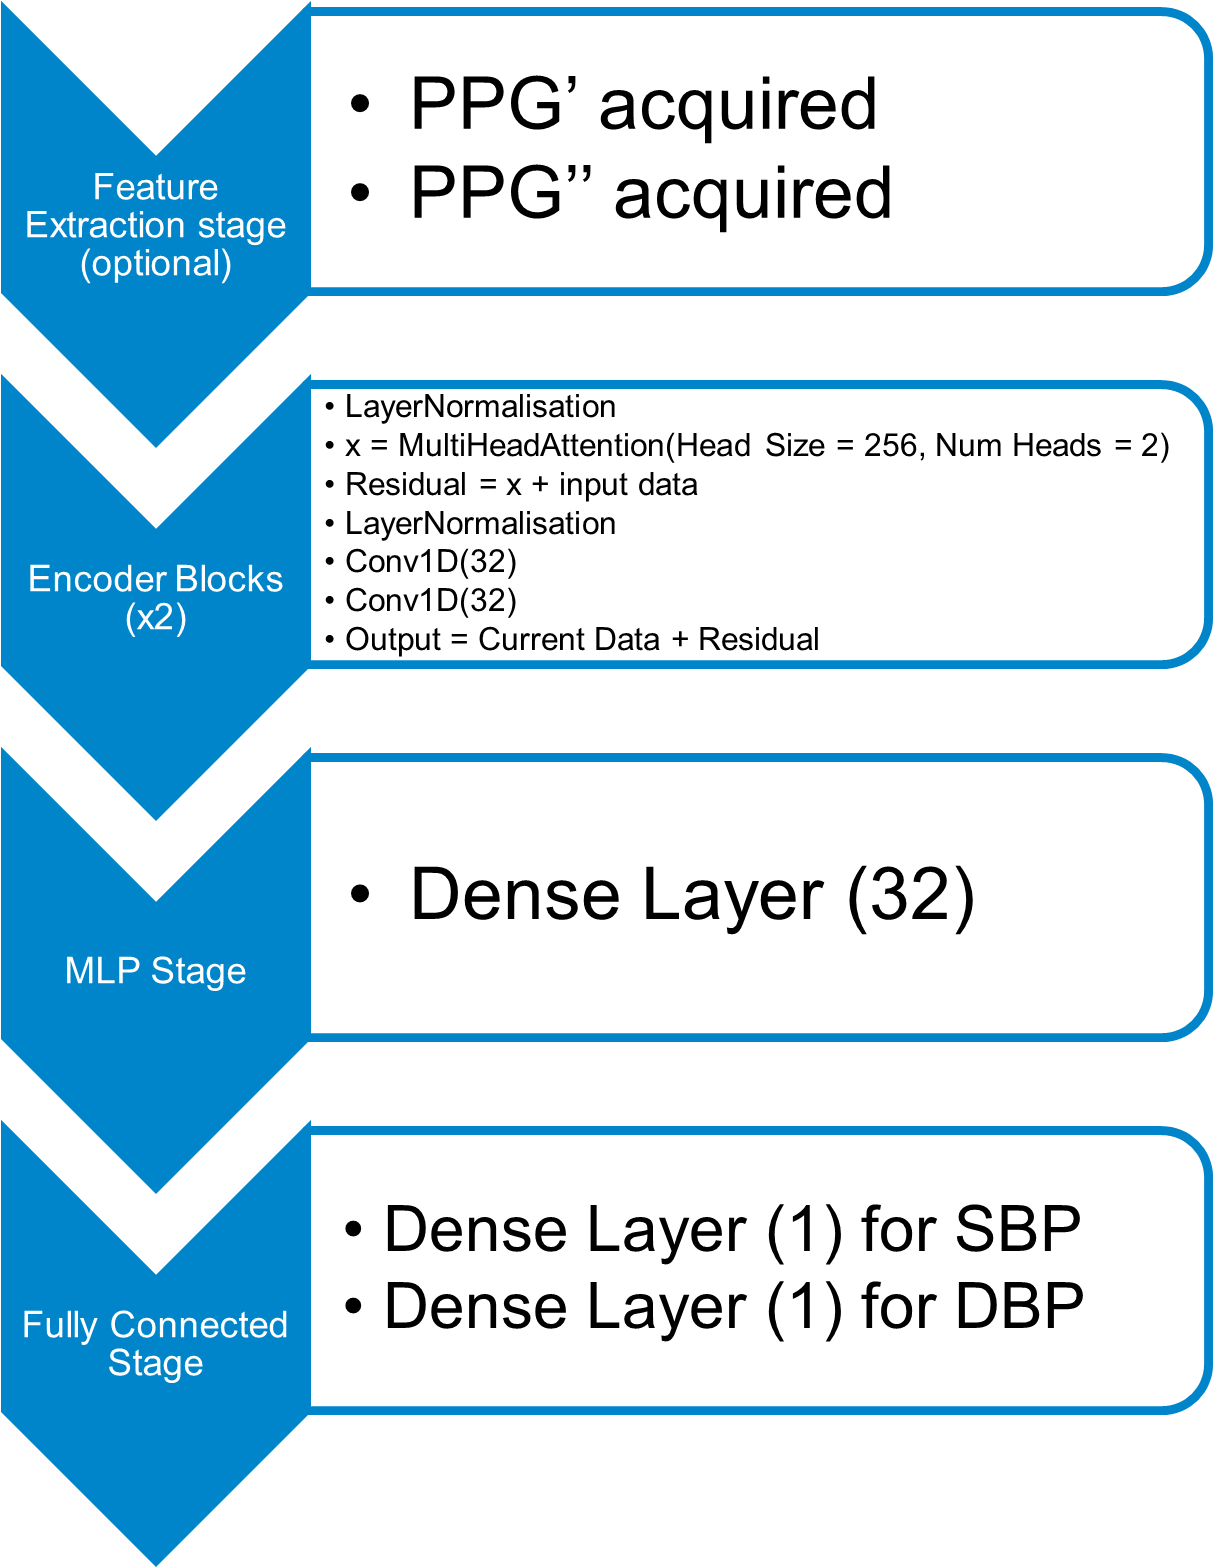 Feature
Extraction stage
(optional)
• PPG’ acquired
• PPG’’ acquired
Encoder Blocks
(x2)
• LayerNormalisation
• x = MultiHeadAttention(Head Size = 256, Num Heads = 2)
• Residual = x + input data
• LayerNormalisation
• Conv1D(32)
• Conv1D(32)
• Output = Current Data + Residual
MLP Stage
• Dense Layer (32)
Fully Connected
Stage
• Dense Layer (1) for SBP
• Dense Layer (1) for DBP